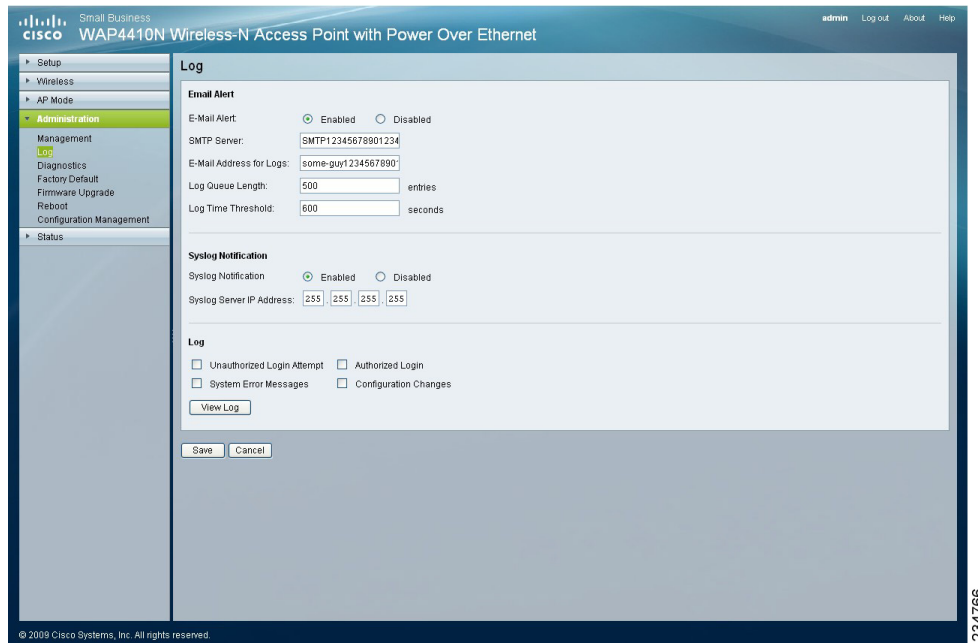 Small Business
cisco WAP4410N Wireless-N Access Point with Power Over Ethernet
admin Log out About Help
Setup
Wireless
AP Mode
Administration
Management
Log
Diagnostics
Factory Default
Firmware Upgrade
Reboot
Configuration Management
Status
Log
Email Alert
E-Mail Alert: Enabled Disabled
SMTP Server: SMTP12345678901234
E-Mail Address for Logs: some-guy1234567890
Log Queue Length: 500 entries
Log Time Threshold: 600 seconds
Syslog Notification
Syslog Notification Enabled Disabled
Syslog Server IP Address: 255 . 255 . 255 . 255
Log
Unauthorized Login Attempt Authorized Login
System Error Messages Configuration Changes
View Log
Save Cancel
© 2009 Cisco Systems, Inc. All rights reserved.